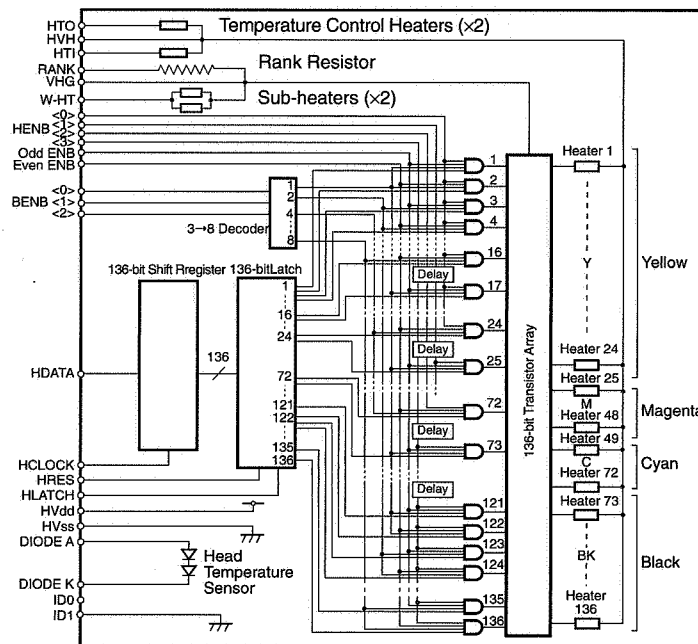 HTO
HVH
HTI
RANK
VHG
W-HT
<0>
<1>
HENB <2>
<3>
Odd ENB
Even ENB
<0>
BENB <1>
<2>
HDATA
HCLOCK
HRES
HLATCH
HVdd
HVss
DIODE A
DIODE K
ID0
ID1
Temperature Control Heaters (×2)
Rank Resistor
Sub-heaters (×2)
1
2
4
8
3→8 Decoder
136-bit Shift Rregister
136-bitLatch
136
1
16
24
72
121
122
135
136
Head
Temperature
Sensor
Delay
Delay
Delay
Delay
1
2
3
4
16
17
24
25
72
73
121
122
123
124
135
136
136-bit Transistor Array
Heater 1
Y
Heater 24
Heater 25
M
Heater 48
Heater 49
C
Heater 72
Heater 73
BK
Heater
136
Yellow
Magenta
Cyan
Black